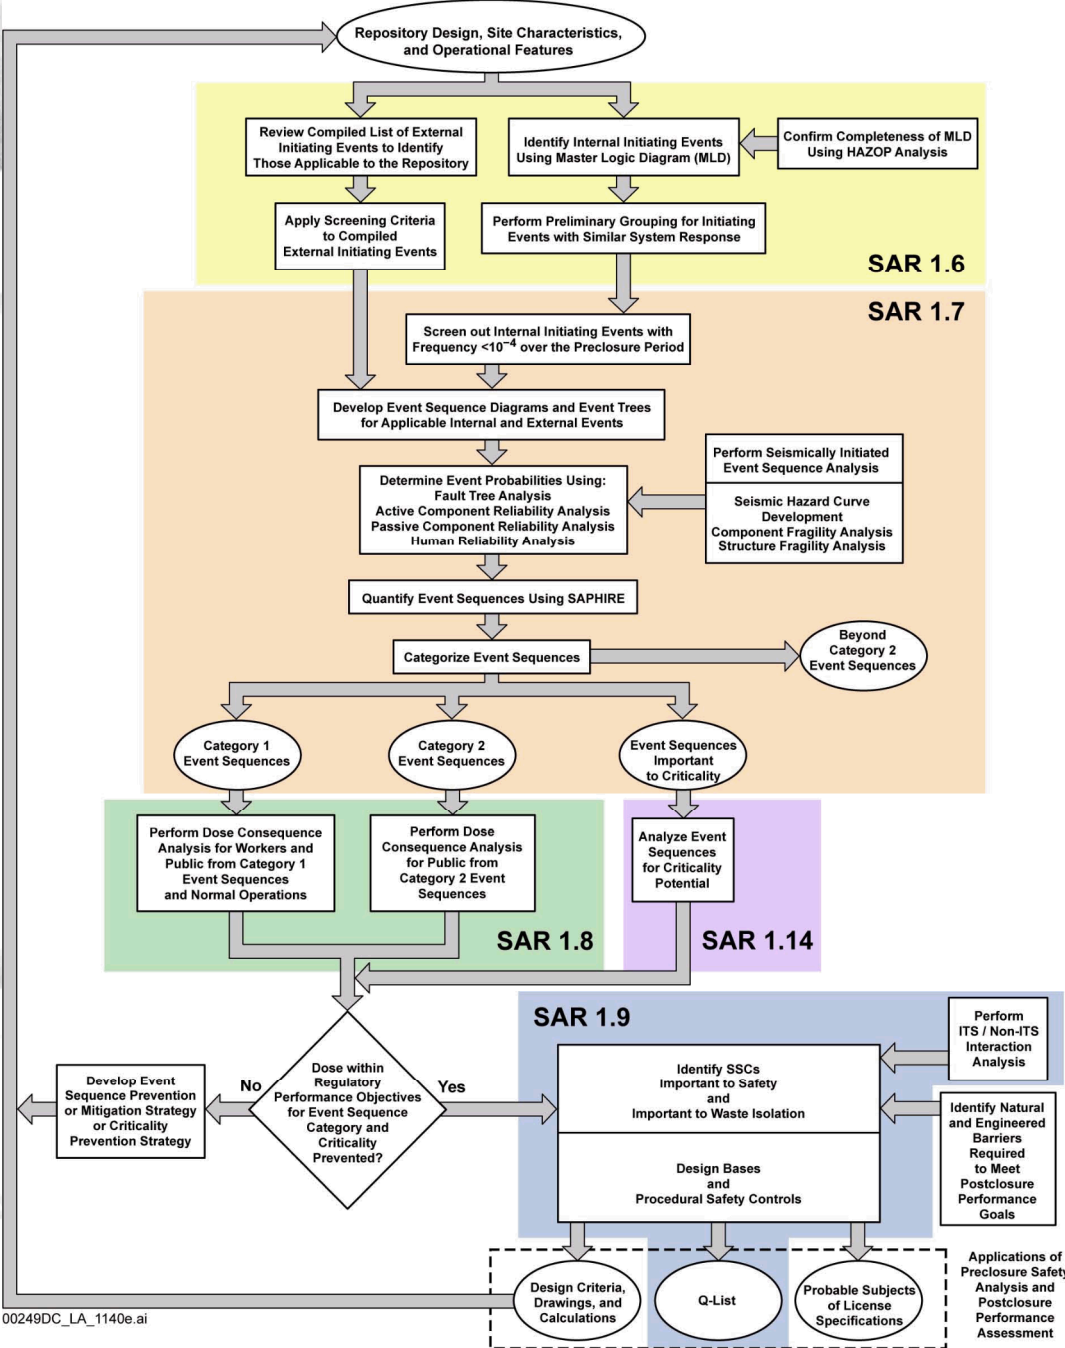 Repository Design, Site Characteristics,
and Operational Features
Review Compiled List of External
Initiating Events to Identify
Those Applicable to the Repository
Identify Internal Initiating Events
Using Master Logic Diagram (MLD)
Confirm Completeness of MLD
Using HAZOP Analysis
Apply Screening Criteria
to Compiled
External Initiating Events
Perform Preliminary Grouping for Initiating
Events with Similar System Response
SAR 1.6
SAR 1.7
Screen out Internal Initiating Events with
Frequency <10⁻⁴ over the Preclosure Period
Develop Event Sequence Diagrams and Event Trees
for Applicable Internal and External Events
Perform Seismically Initiated
Event Sequence Analysis
Seismic Hazard Curve
Development
Component Fragility Analysis
Structure Fragility Analysis
Determine Event Probabilities Using:
Fault Tree Analysis
Active Component Reliability Analysis
Passive Component Reliability Analysis
Human Reliability Analysis
Quantify Event Sequences Using SAPHIRE
Categorize Event Sequences
Beyond
Category 2
Event Sequences
Category 1
Event Sequences
Category 2
Event Sequences
Event Sequences
Important
to Criticality
Perform Dose Consequence
Analysis for Workers and
Public from Category 1
Event Sequences
and Normal Operations
Perform Dose
Consequence Analysis
for Public from
Category 2 Event
Sequences
Analyze Event
Sequences
for Criticality
Potential
SAR 1.8
SAR 1.14
SAR 1.9
Perform
ITS / Non-ITS
Interaction
Analysis
Dose within
Regulatory
Performance Objectives
for Event Sequence
Category and
Criticality
Prevented?
No
Yes
Develop Event
Sequence Prevention
or Mitigation Strategy
or Criticality
Prevention Strategy
Identify SSCs
Important to Safety
and
Important to Waste Isolation
Design Bases
and
Procedural Safety Controls
Identify Natural
and Engineered
Barriers
Required
to Meet
Postclosure
Performance
Goals
Design Criteria,
Drawings, and
Calculations
Q-List
Probable Subjects
of License
Specifications
Applications of
Preclosure Safety
Analysis and
Postclosure
Performance
Assessment
00249DC_LA_1140e.ai